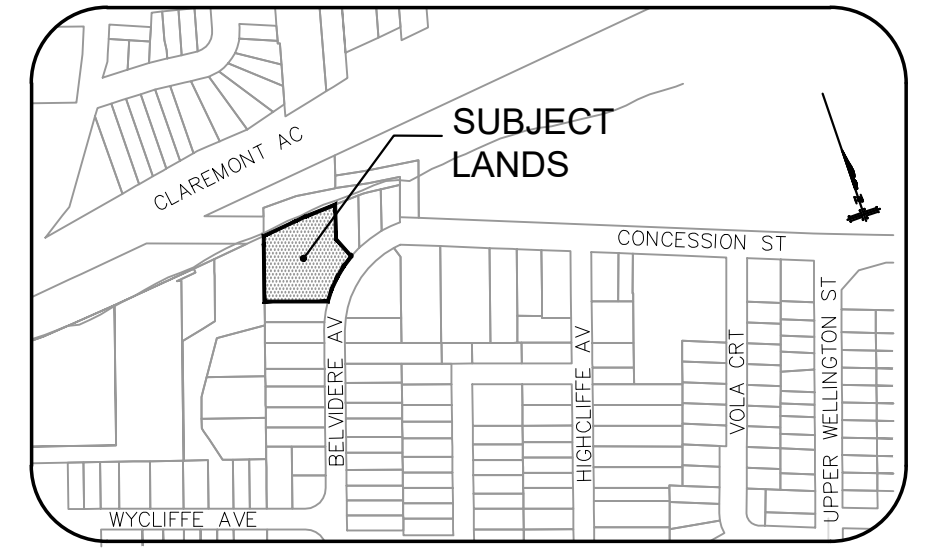 SUBJECT
LANDS
CLAREMONT AC
CONCESSION ST
BELVIDERE AV
HIGHCLIFFE AV
VOLA CRT
UPPER WELLINGTON ST
WYCLIFFE AVE